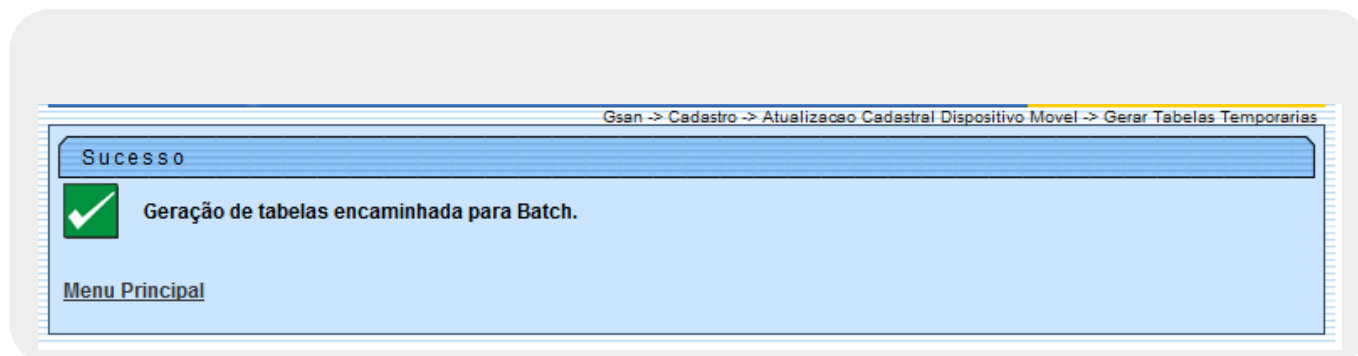 Gsan -> Cadastro -> Atualizacao Cadastral Dispositivo Movel -> Gerar Tabelas Temporarias
Sucesso
Geração de tabelas encaminhada para Batch.
Menu Principal